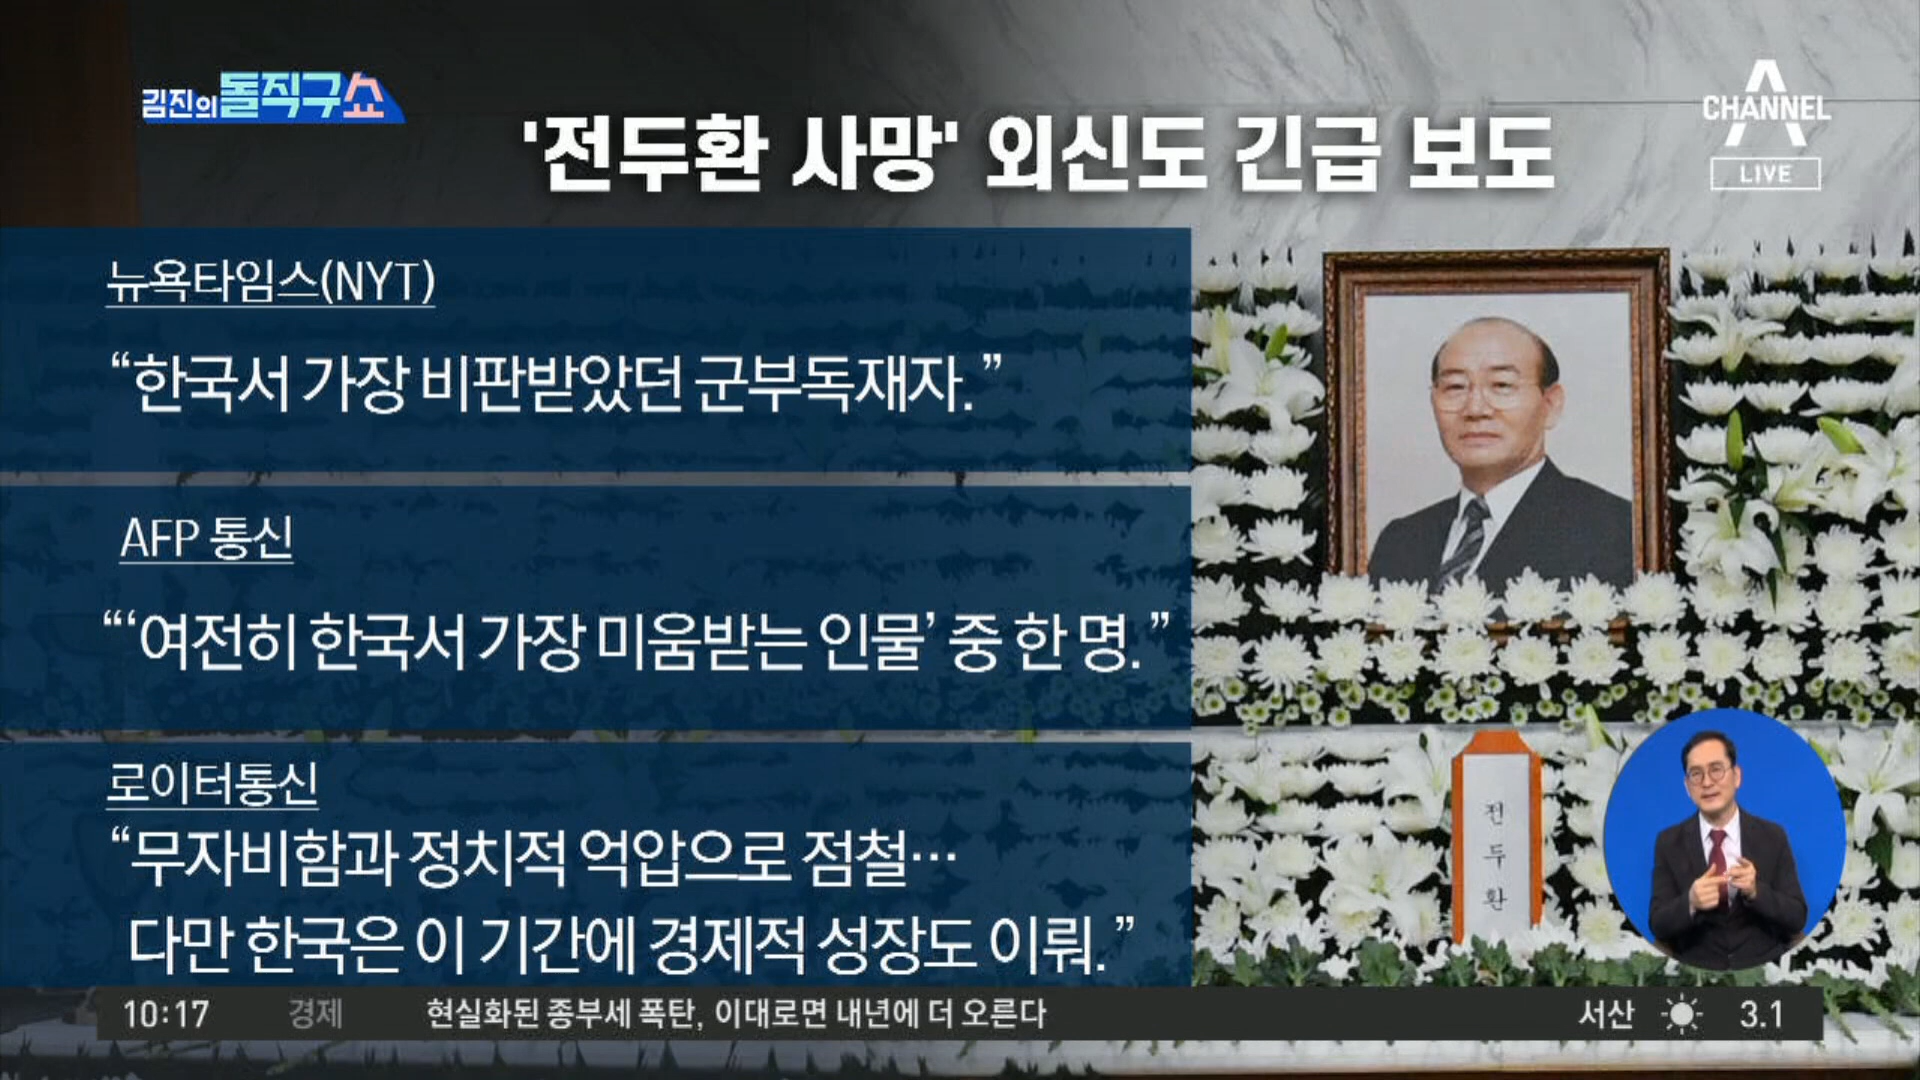 김진의 돌직구쇼
'전두환 사망' 외신도 긴급 보도
CHANNEL A
LIVE
뉴욕타임스(NYT)
“한국서 가장 비판받았던 군부독재자.”
AFP 통신
“‘여전히 한국서 가장 미움받는 인물’ 중 한 명.”
로이터통신
“무자비함과 정치적 억압으로 점철…
다만 한국은 이 기간에 경제적 성장도 이뤄.”
전두환
10:17 경제 현실화된 종부세 폭탄, 이대로면 내년에 더 오른다 서산 3.1